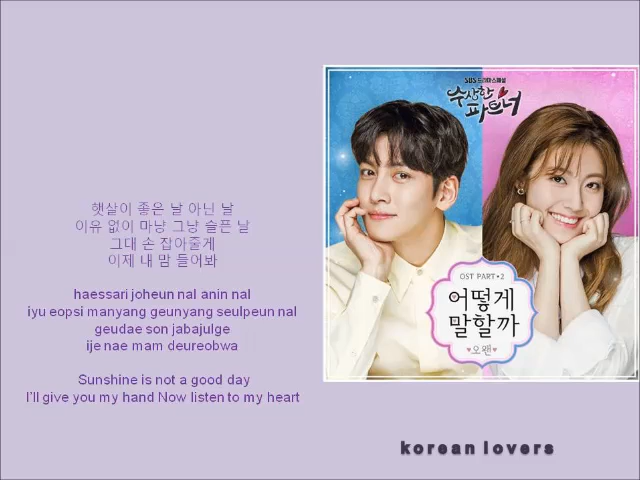 햇살이 좋은 날 아닌 날
이유 없이 마냥 그냥 슬픈 날
그대 손 잡아줄게
이제 내 맘 들어봐
haessari joheun nal anin nal
iyu eopsi manyang geunyang seulpeun nal
geudae son jabajulge
ije nae mam deureobwa
Sunshine is not a good day
I'll give you my hand Now listen to my heart
SBS 드라마스페셜
수상한
파트너
OST PART•2
어떻게
말할까
♥오왠♥
korean lovers